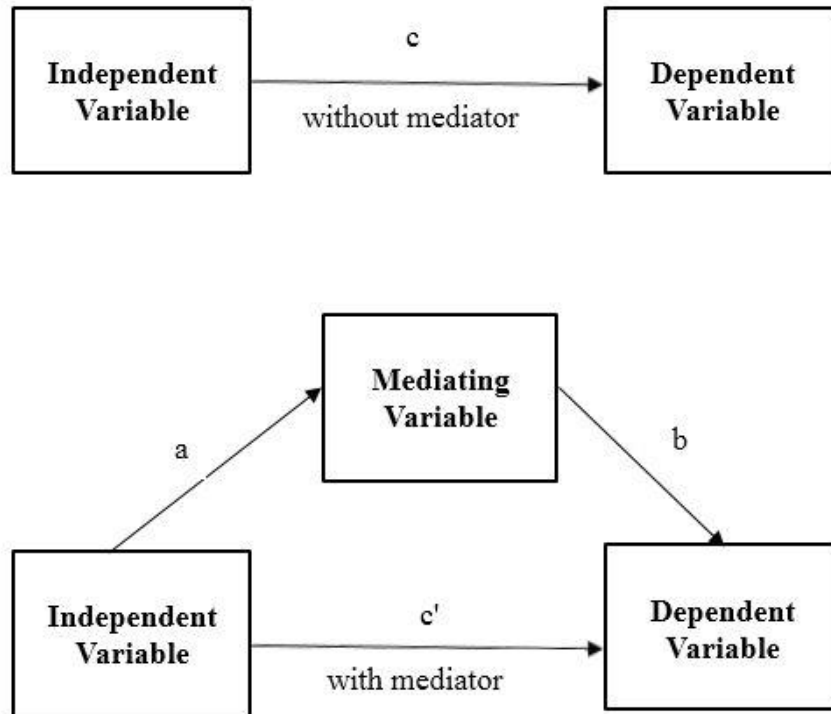 c
Independent
Variable
Dependent
Variable
without mediator
Mediating
Variable
a
b
Independent
Variable
c'
Dependent
Variable
with mediator